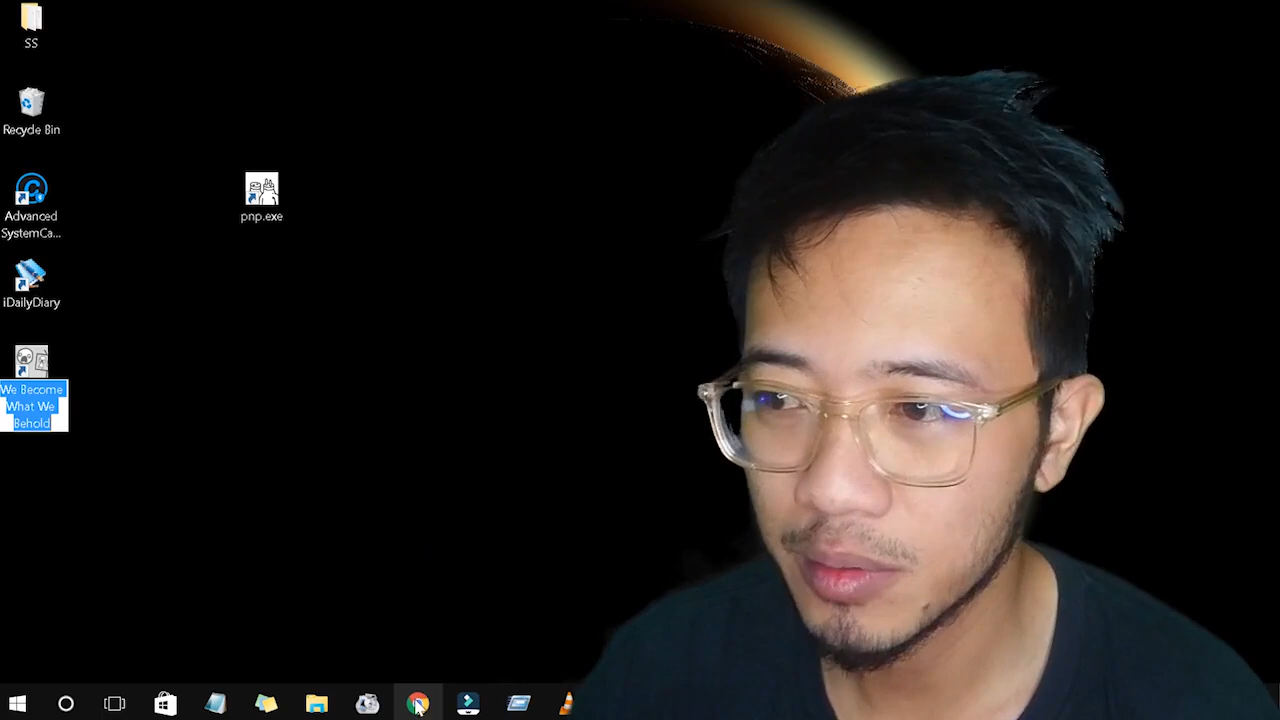 SS
Recycle Bin
Advanced
SystemCa...
iDailyDiary
We Become
What We
Behold
pnp.exe